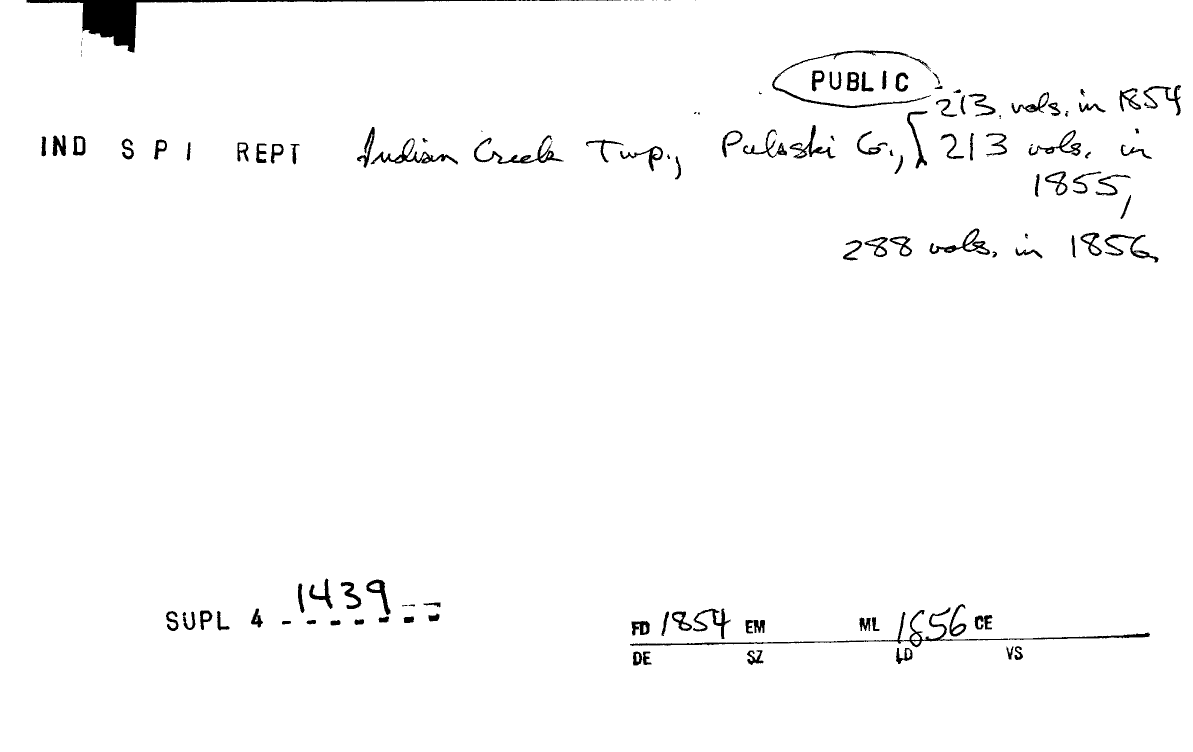 PUBLIC
213 vols. in 1854
IND S P I REPT Indian Creek Twp., Pulaski Co., 213 vols. in
1855,
288 vols. in 1856.
SUPL 4 1439
FD 1854 EM ML 1856 CE
DE SZ LD VS